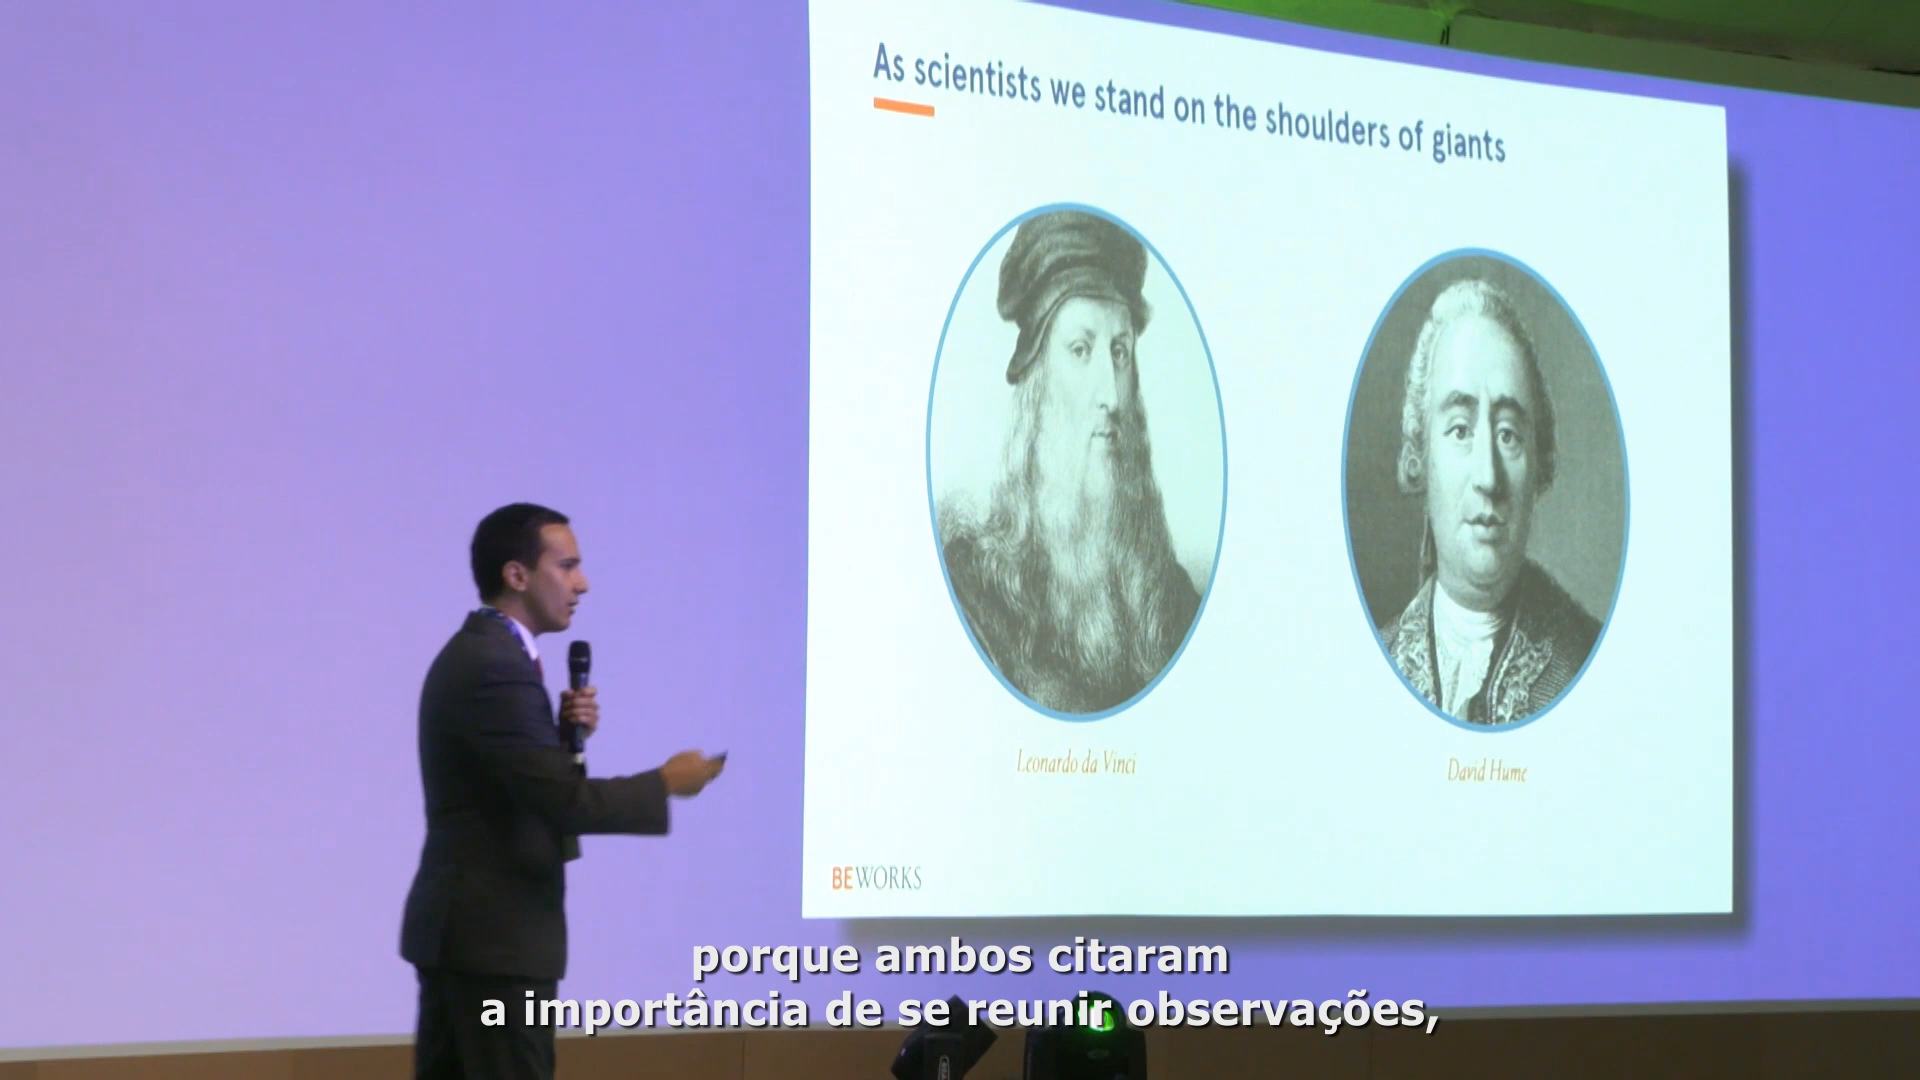 As scientists we stand on the shoulders of giants
Leonardo da Vinci
David Hume
BEWORKS
porque ambos citaram
a importância de se reunir observações,